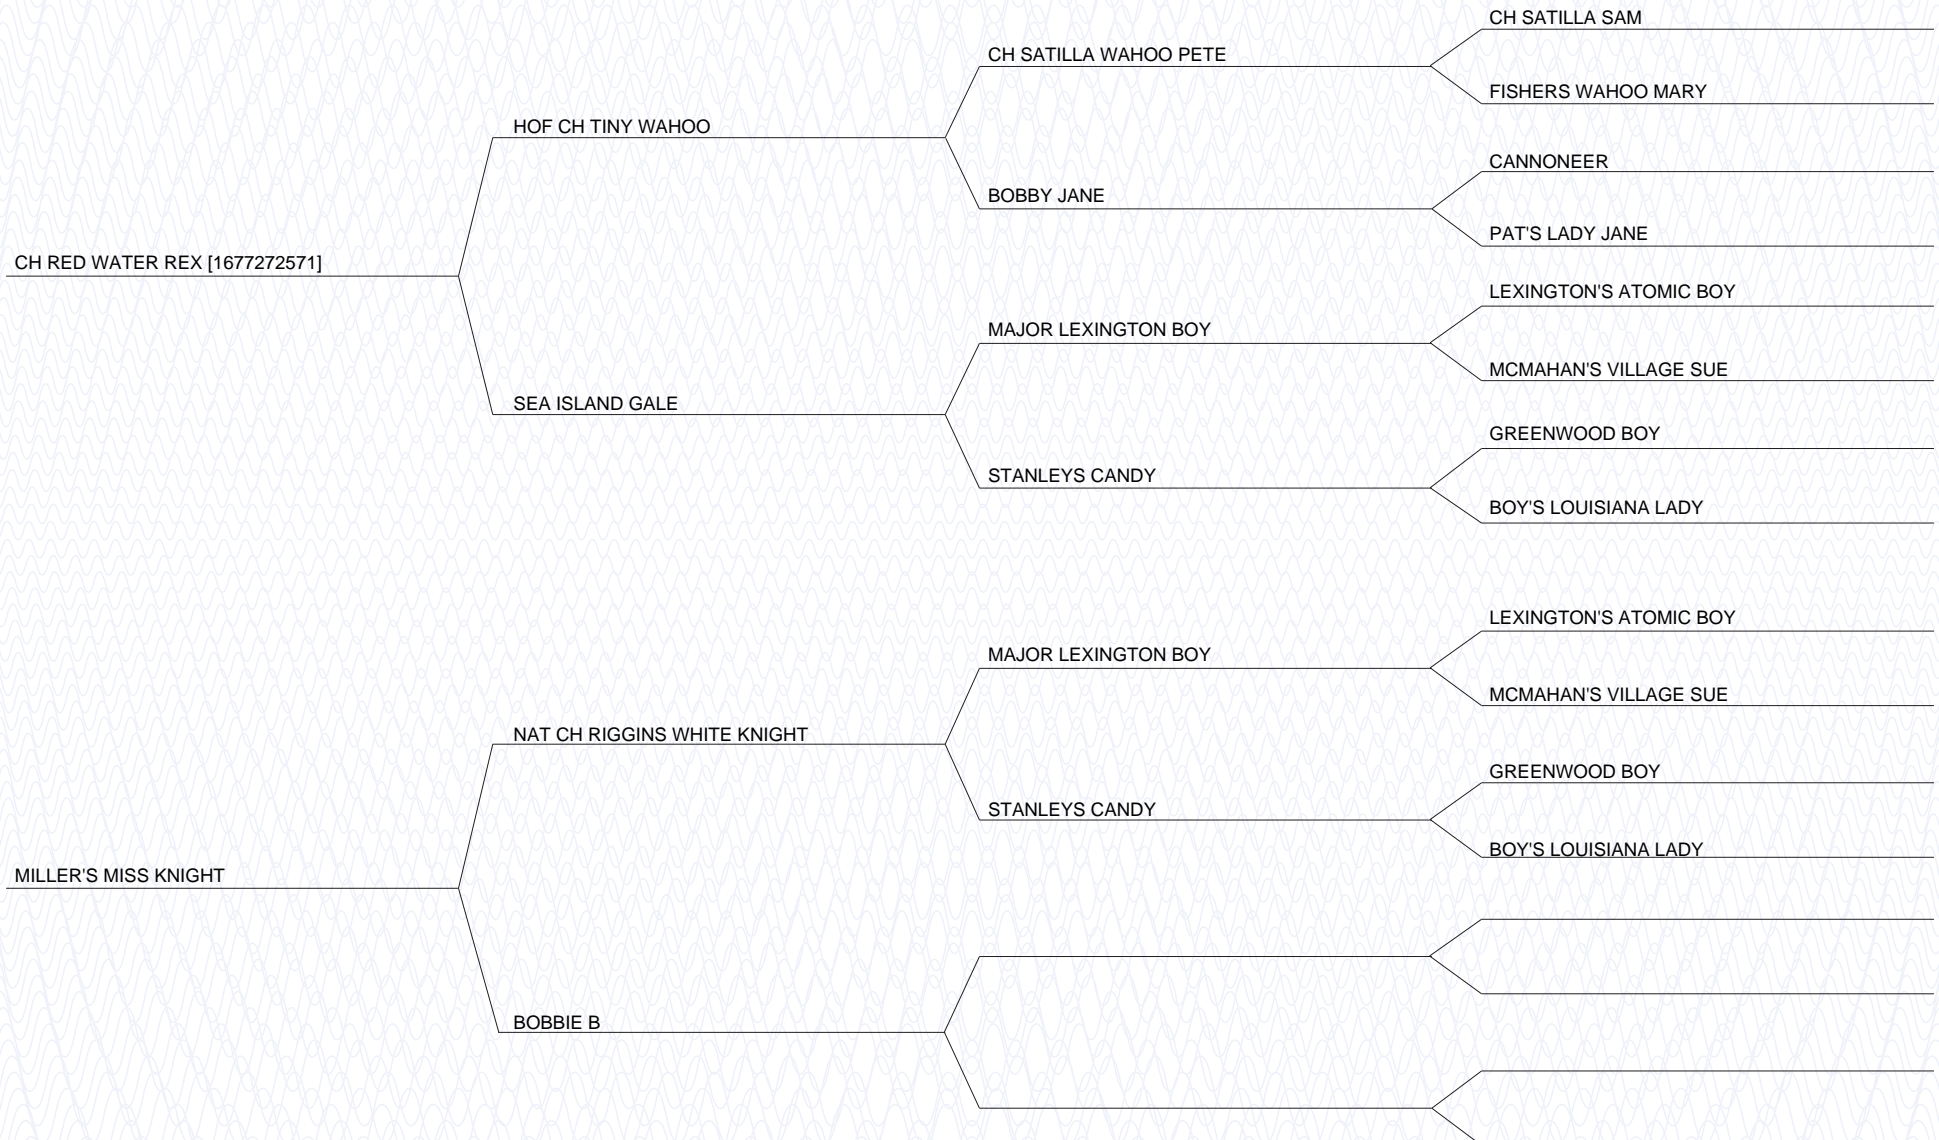 CH SATILLA SAM
CH SATILLA WAHOO PETE
FISHERS WAHOO MARY
HOF CH TINY WAHOO
CANNONEER
BOBBY JANE
PAT'S LADY JANE
CH RED WATER REX [1677272571]
LEXINGTON'S ATOMIC BOY
MAJOR LEXINGTON BOY
MCMAHAN'S VILLAGE SUE
SEA ISLAND GALE
GREENWOOD BOY
STANLEYS CANDY
BOY'S LOUISIANA LADY
LEXINGTON'S ATOMIC BOY
MAJOR LEXINGTON BOY
MCMAHAN'S VILLAGE SUE
NAT CH RIGGINS WHITE KNIGHT
GREENWOOD BOY
STANLEYS CANDY
BOY'S LOUISIANA LADY
MILLER'S MISS KNIGHT
BOBBIE B